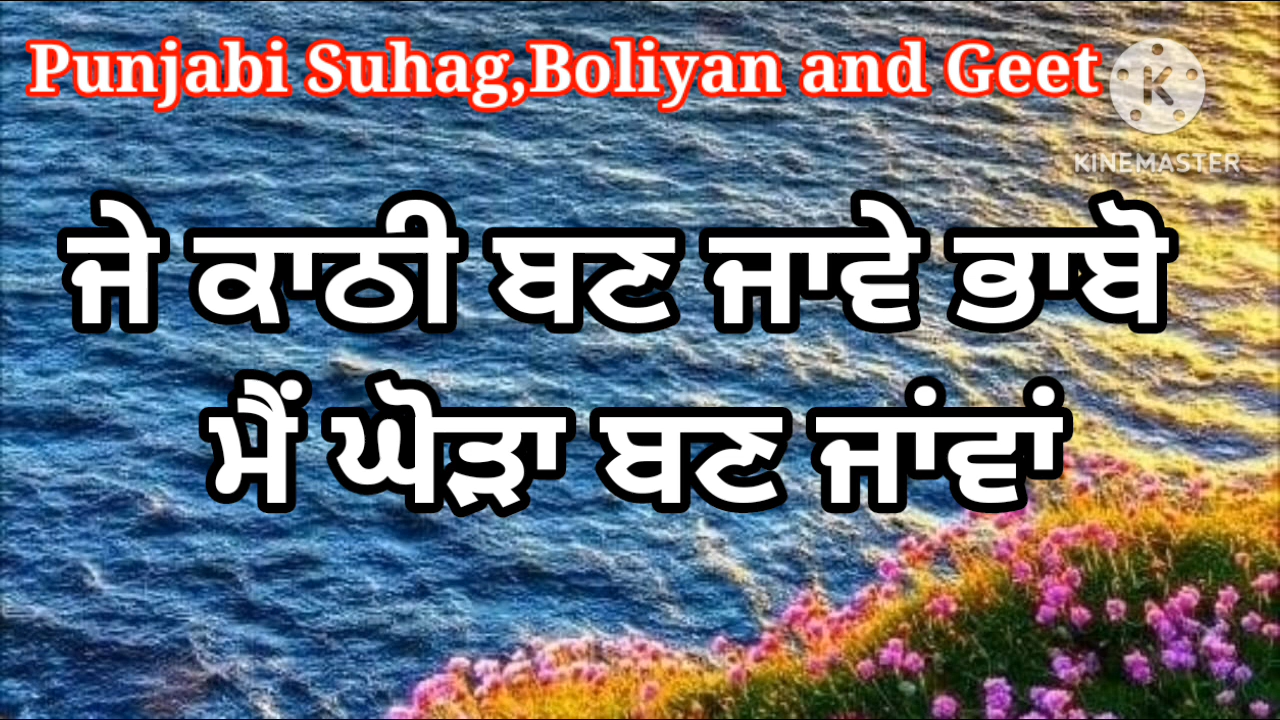 Punjabi Suhag,Boliyan and Geet
K
KINEMASTER
ਜੇ ਕਾਠੀ ਬਣ ਜਾਵੇ ਭਾਬੋ
ਮੈਂ ਘੋੜਾ ਬਣ ਜਾਂਵਾਂ